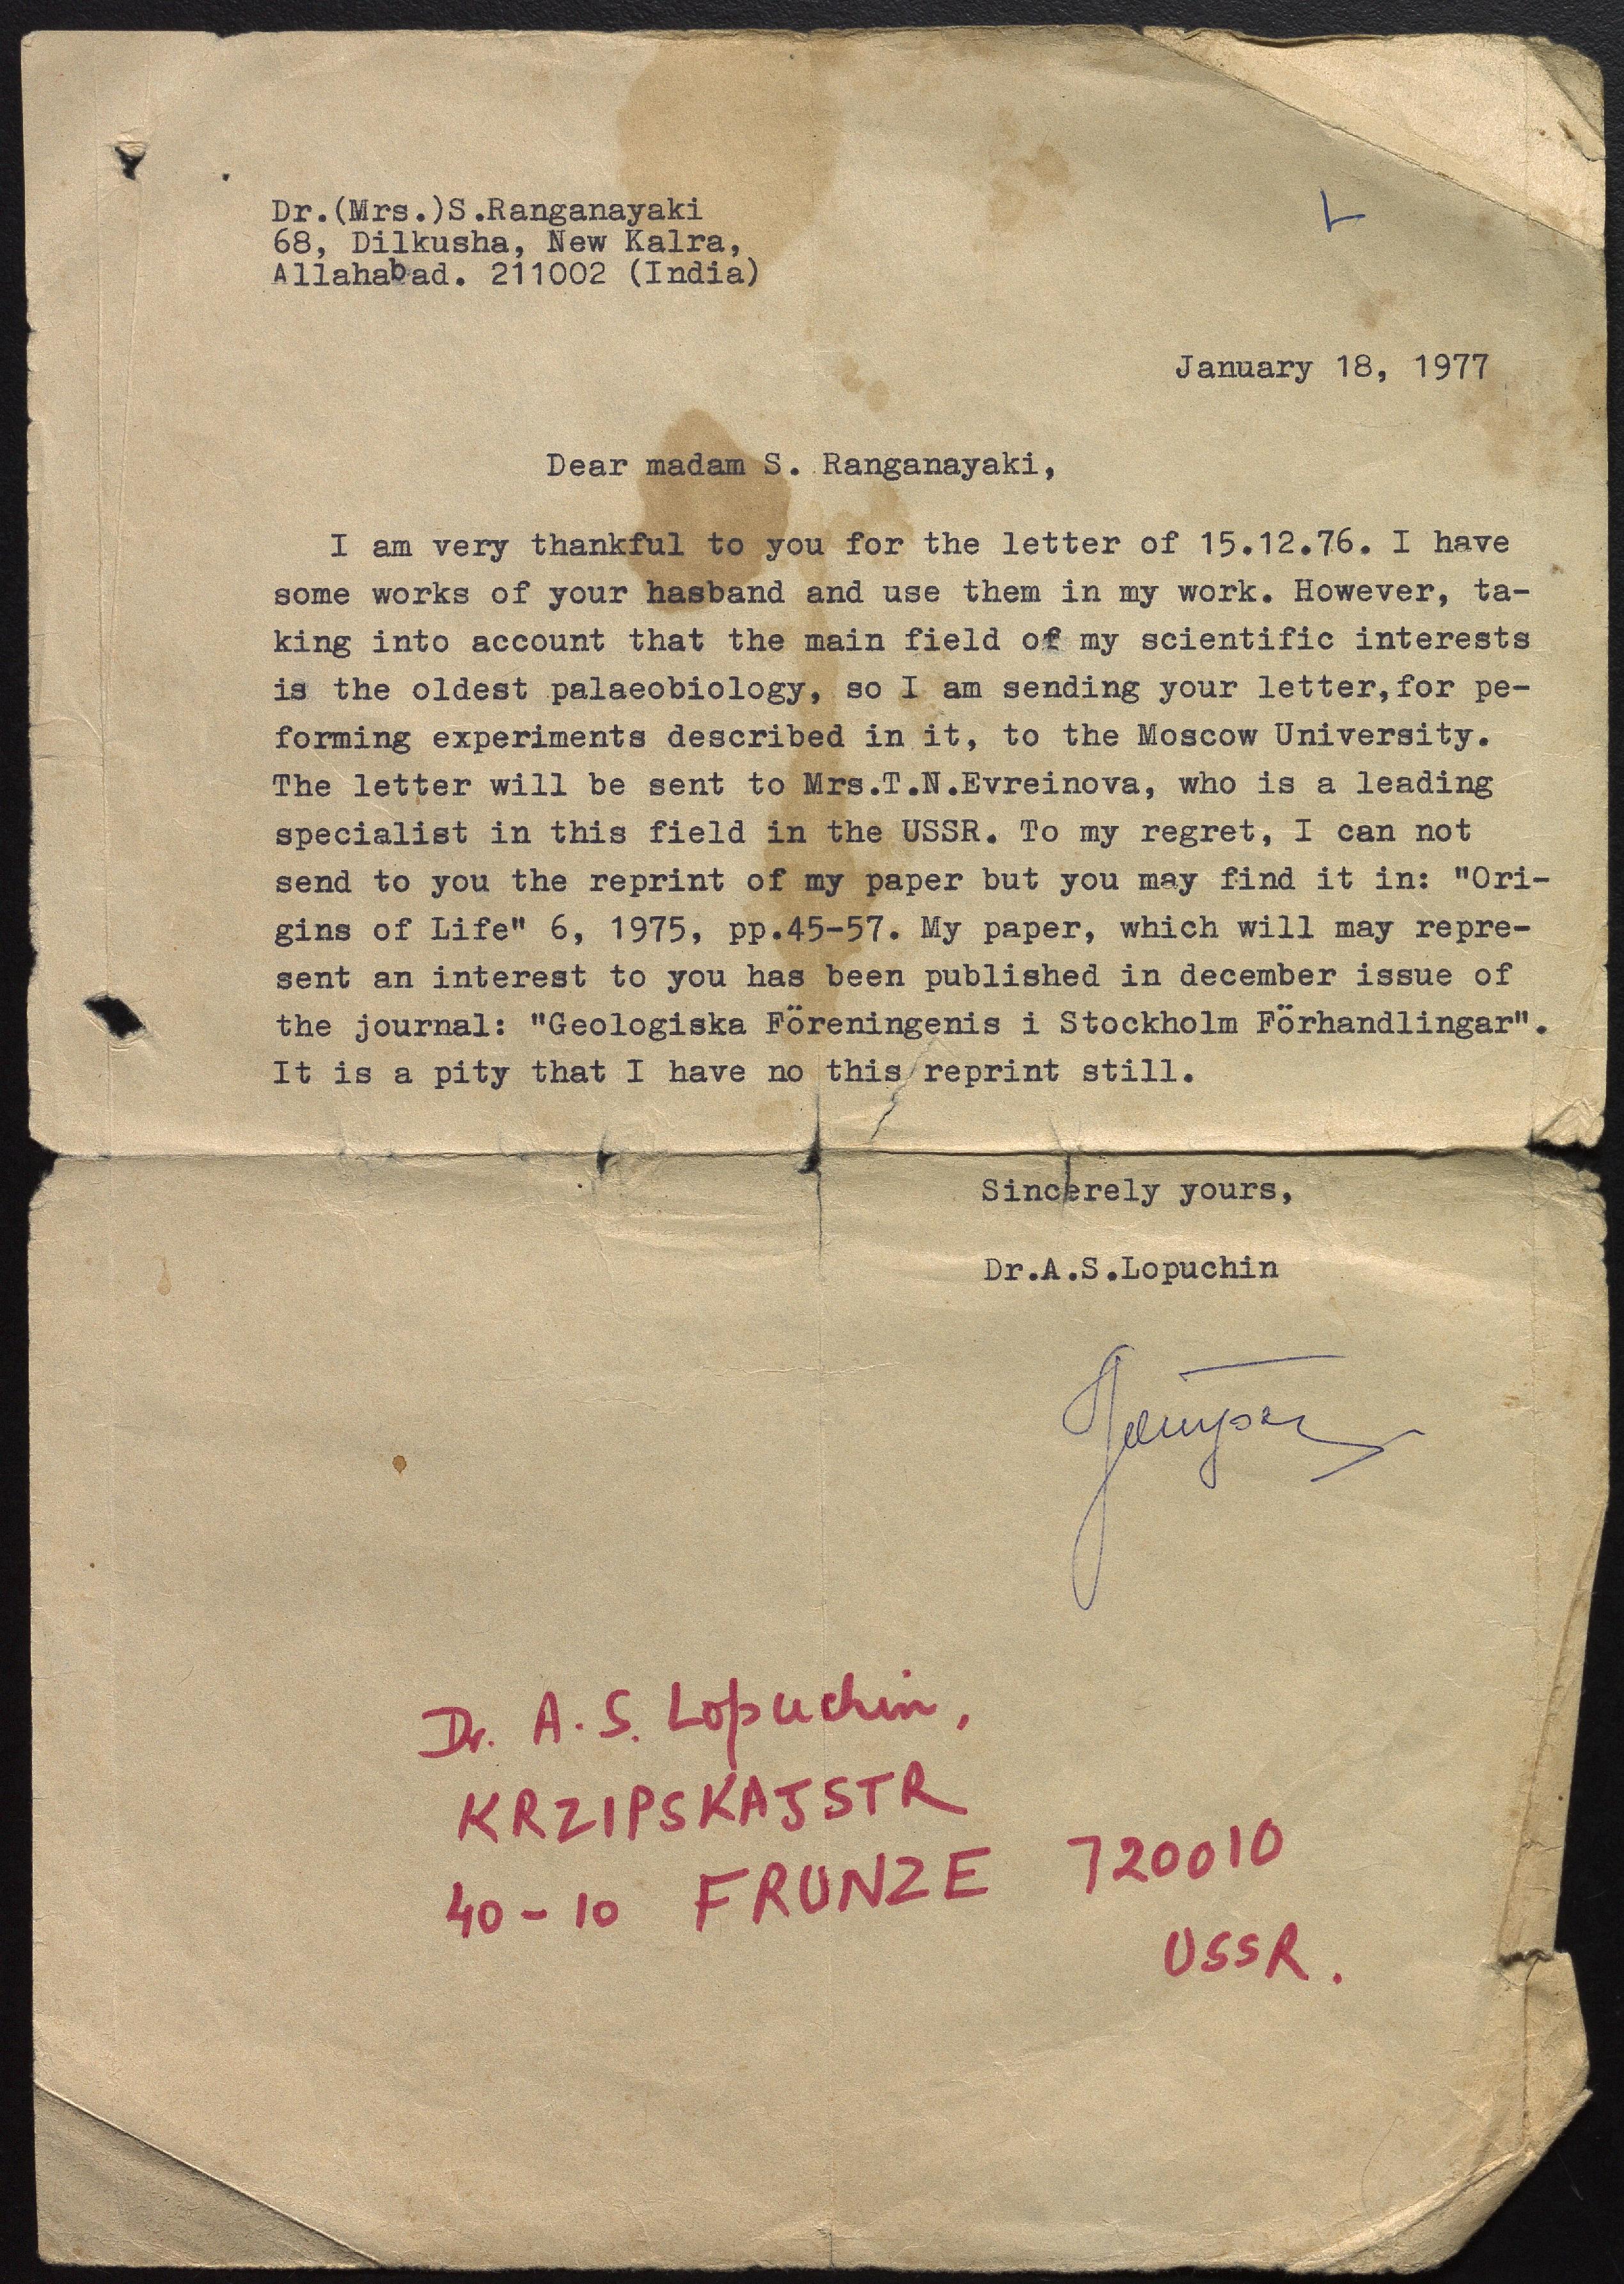 Dr.(Mrs.)S.Ranganayaki
68, Dilkusha, New Kalra,
Allahabad. 211002 (India)
January 18, 1977
Dear madam S. Ranganayaki,
I am very thankful to you for the letter of 15.12.76. I have
some works of your hasband and use them in my work. However, ta-
king into account that the main field of my scientific interests
is the oldest palaeobiology, so I am sending your letter,for pe-
forming experiments described in it, to the Moscow University.
The letter will be sent to Mrs.T.N.Evreinova, who is a leading
specialist in this field in the USSR. To my regret, I can not
send to you the reprint of my paper but you may find it in: "Ori-
gins of Life" 6, 1975, pp.45-57. My paper, which will may repre-
sent an interest to you has been published in december issue of
the journal: "Geologiska Föreningenis i Stockholm Förhandlingar".
It is a pity that I have no this reprint still.
Sincerely yours,
Dr.A.S.Lopuchin
Dr. A. S. Lopuchin,
KRZIPSKAJSTR
40-10 FRUNZE 720010
USSR.